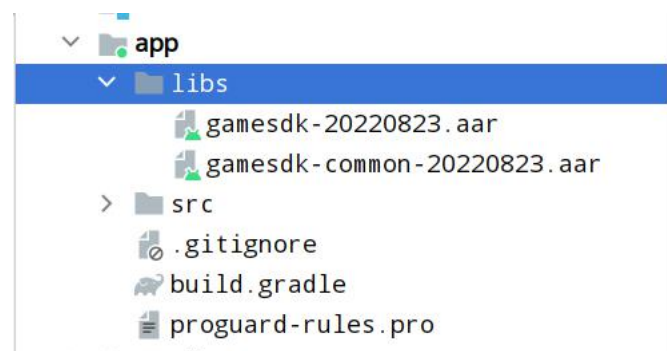 app
libs
gamesdk-20220823.aar
gamesdk-common-20220823.aar
src
.gitignore
build.gradle
proguard-rules.pro